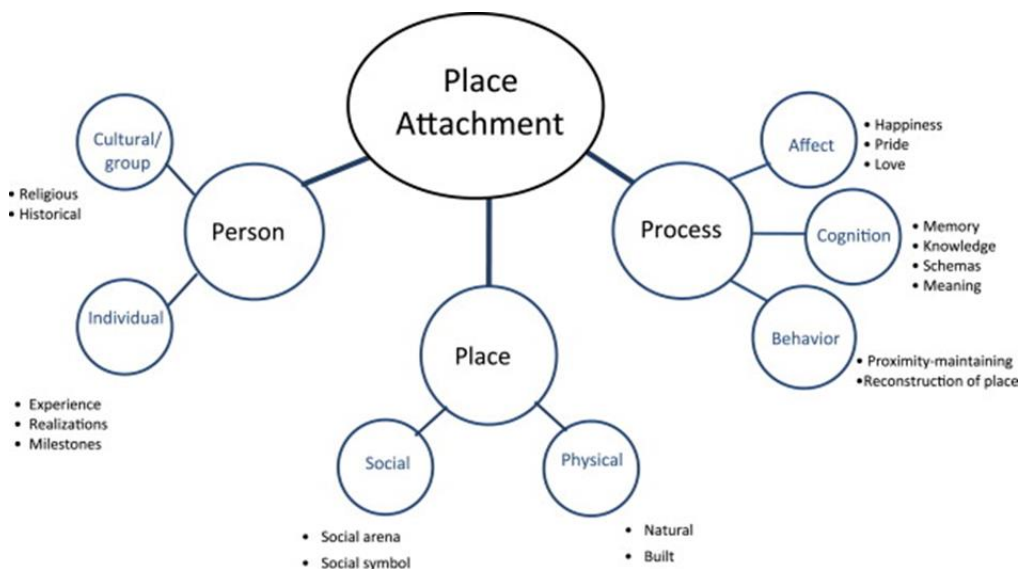 Place
Attachment
Cultural/
group
• Religious
• Historical
Person
Individual
• Experience
• Realizations
• Milestones
Place
Social
• Social arena
• Social symbol
Physical
• Natural
• Built
Process
Affect
• Happiness
• Pride
• Love
Cognition
• Memory
• Knowledge
• Schemas
• Meaning
Behavior
• Proximity-maintaining
•Reconstruction of place